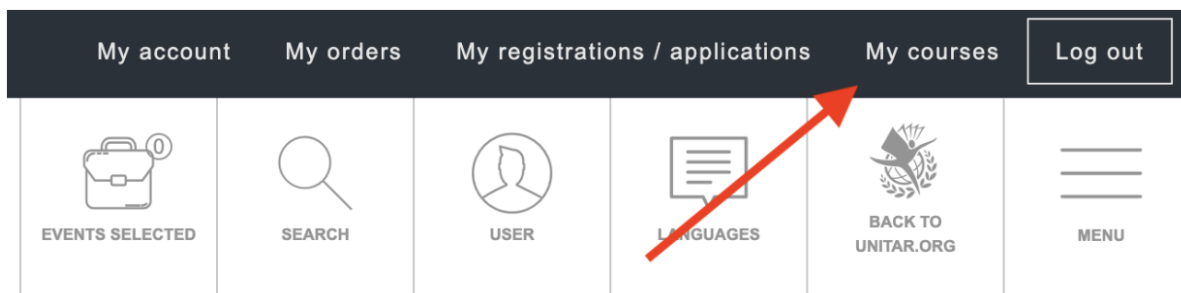 My account My orders My registrations / applications My courses Log out
0
EVENTS SELECTED SEARCH USER LANGUAGES BACK TO UNITAR.ORG MENU